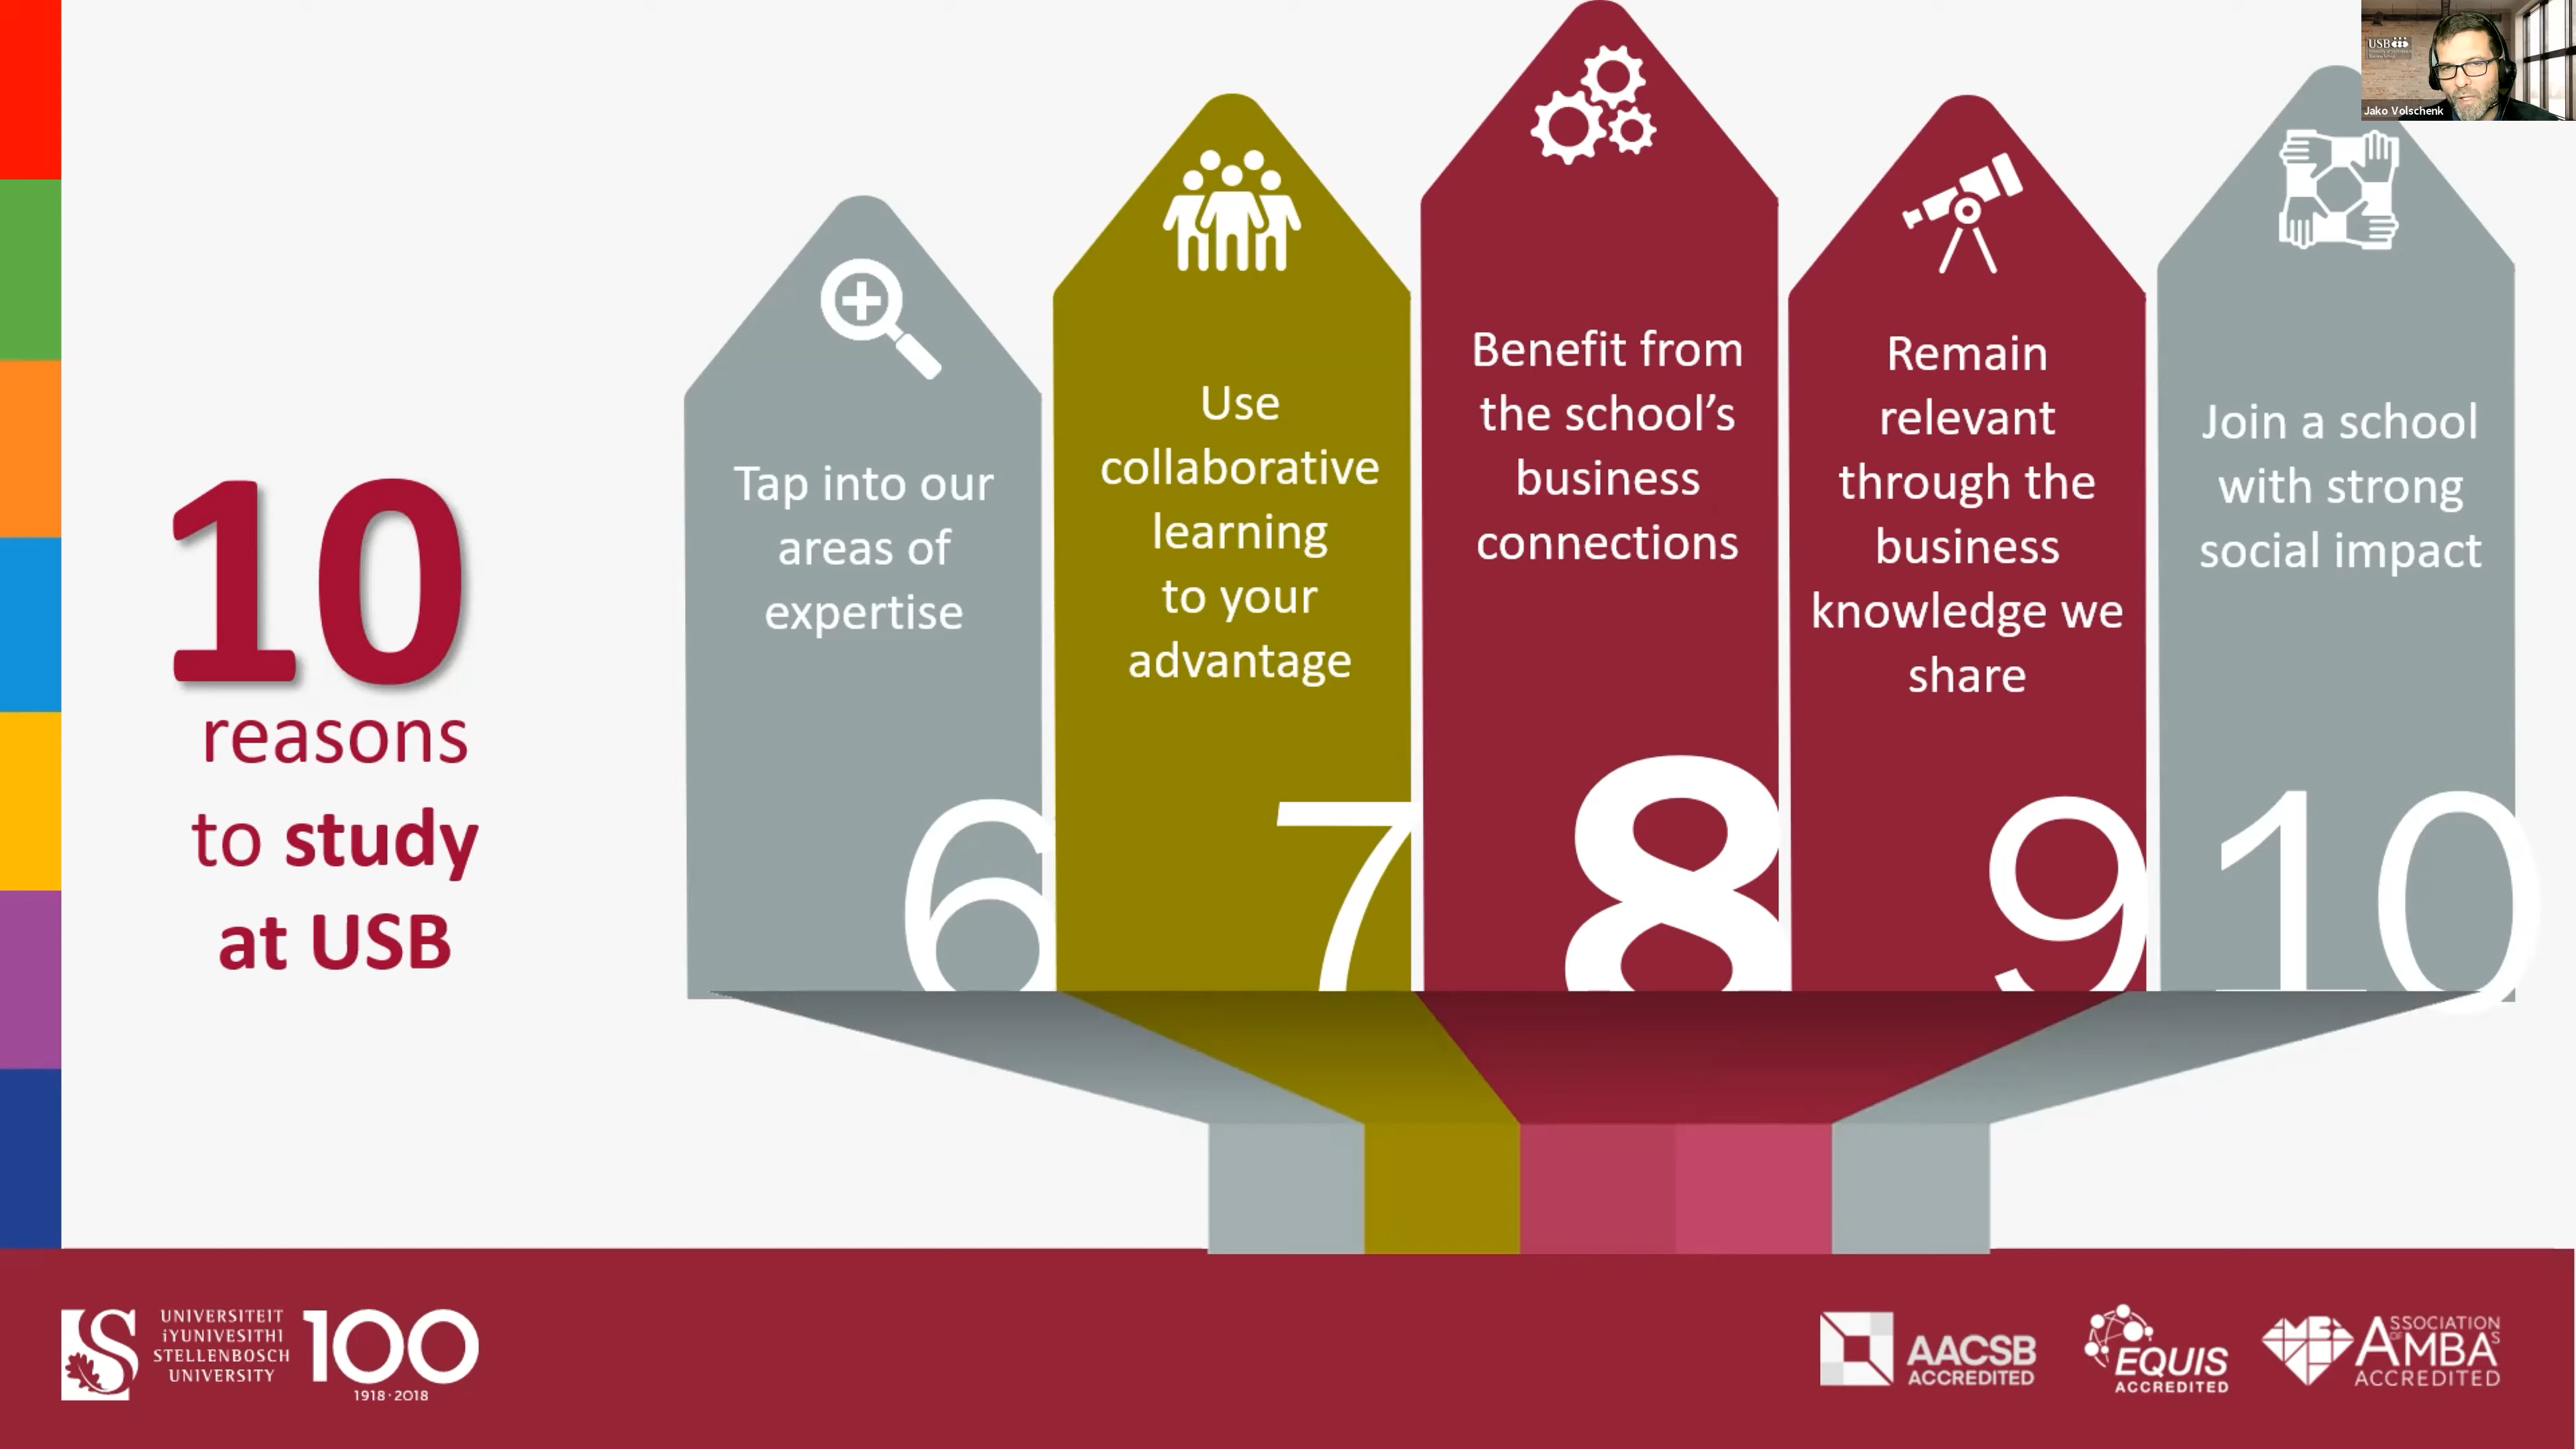 10
reasons
to study
at USB
Tap into our
areas of
expertise
6
Use
collaborative
learning
to your
advantage
7
Benefit from
the school’s
business
connections
8
Remain
relevant
through the
business
knowledge we
share
9
Join a school
with strong
social impact
10
USB
Jako Volschenk
UNIVERSITEIT
iYUNIVESITHI
STELLENBOSCH
UNIVERSITY
100
1918·2018
AACSB
ACCREDITED
EQUIS
ACCREDITED
ASSOCIATION
OF MBAs
ACCREDITED